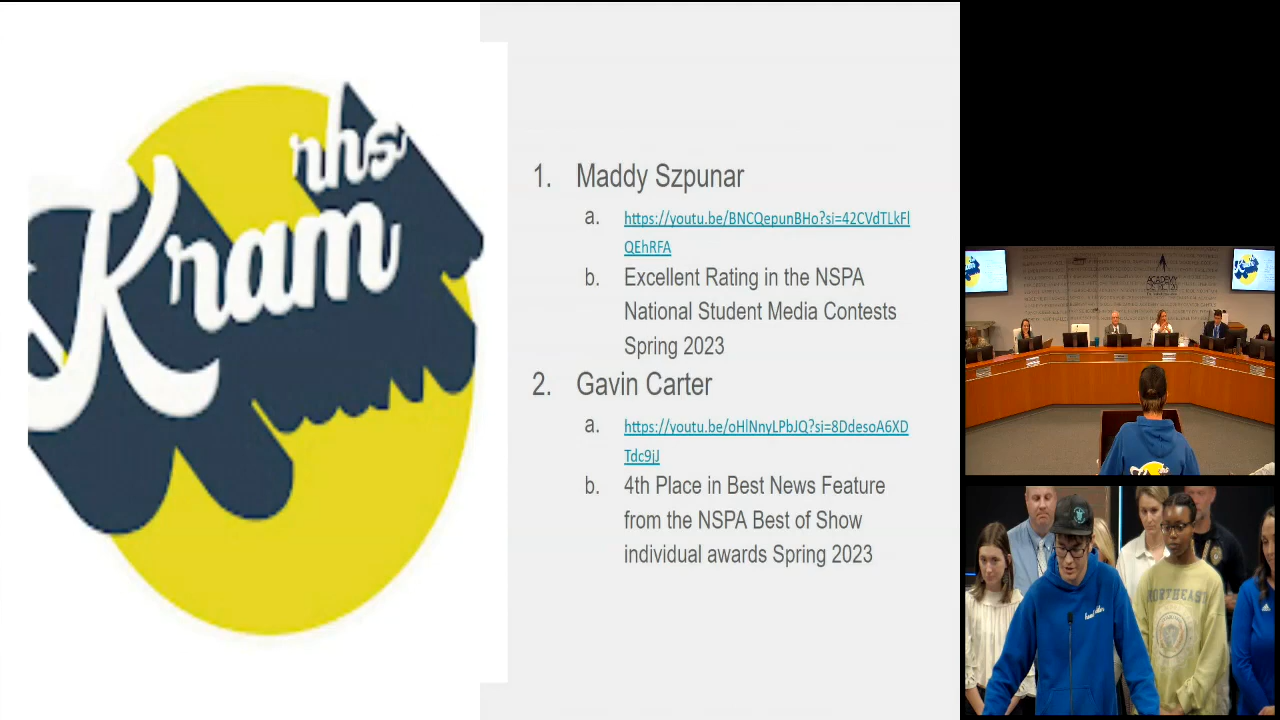 rhs
Kram
1. Maddy Szpunar
a. https://youtu.be/BNCQepunBHo?si=42CVdTLkFl
QEhRFA
b. Excellent Rating in the NSPA
National Student Media Contests
Spring 2023
2. Gavin Carter
a. https://youtu.be/oHlNnyLPbJQ?si=8DdesoA6XD
Tdc9jJ
b. 4th Place in Best News Feature
from the NSPA Best of Show
individual awards Spring 2023
ACADEMY
NORTHEAST